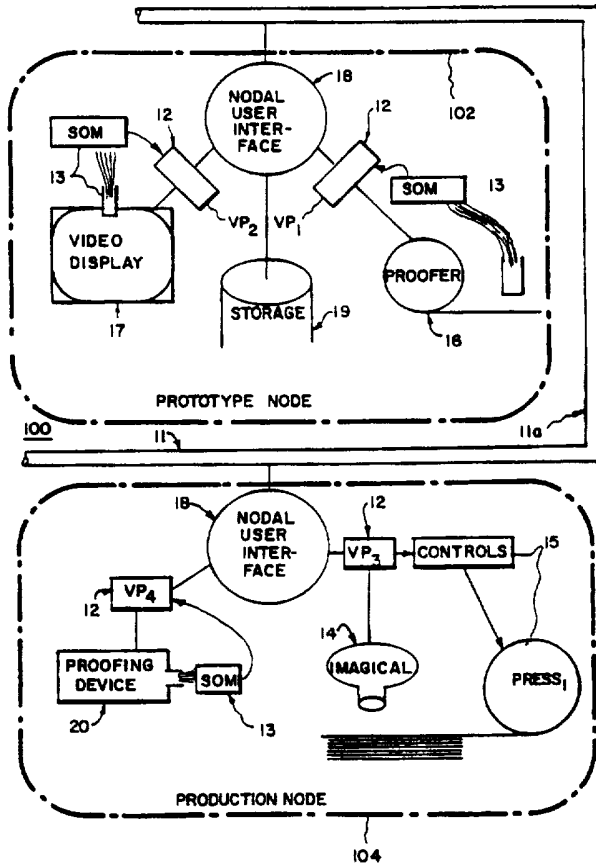 18
12
NODAL
USER
INTER-
FACE
102
12
SOM
13
VP2
VP1
SOM
13
VIDEO
DISPLAY
17
STORAGE
19
PROOFER
16
PROTOTYPE NODE
100
11
11a
18
NODAL
USER
INTER-
FACE
12
VP3
CONTROLS
15
12
VP4
14
IMAGICAL
PRESS1
PROOFING
DEVICE
20
SOM
13
PRODUCTION NODE
104